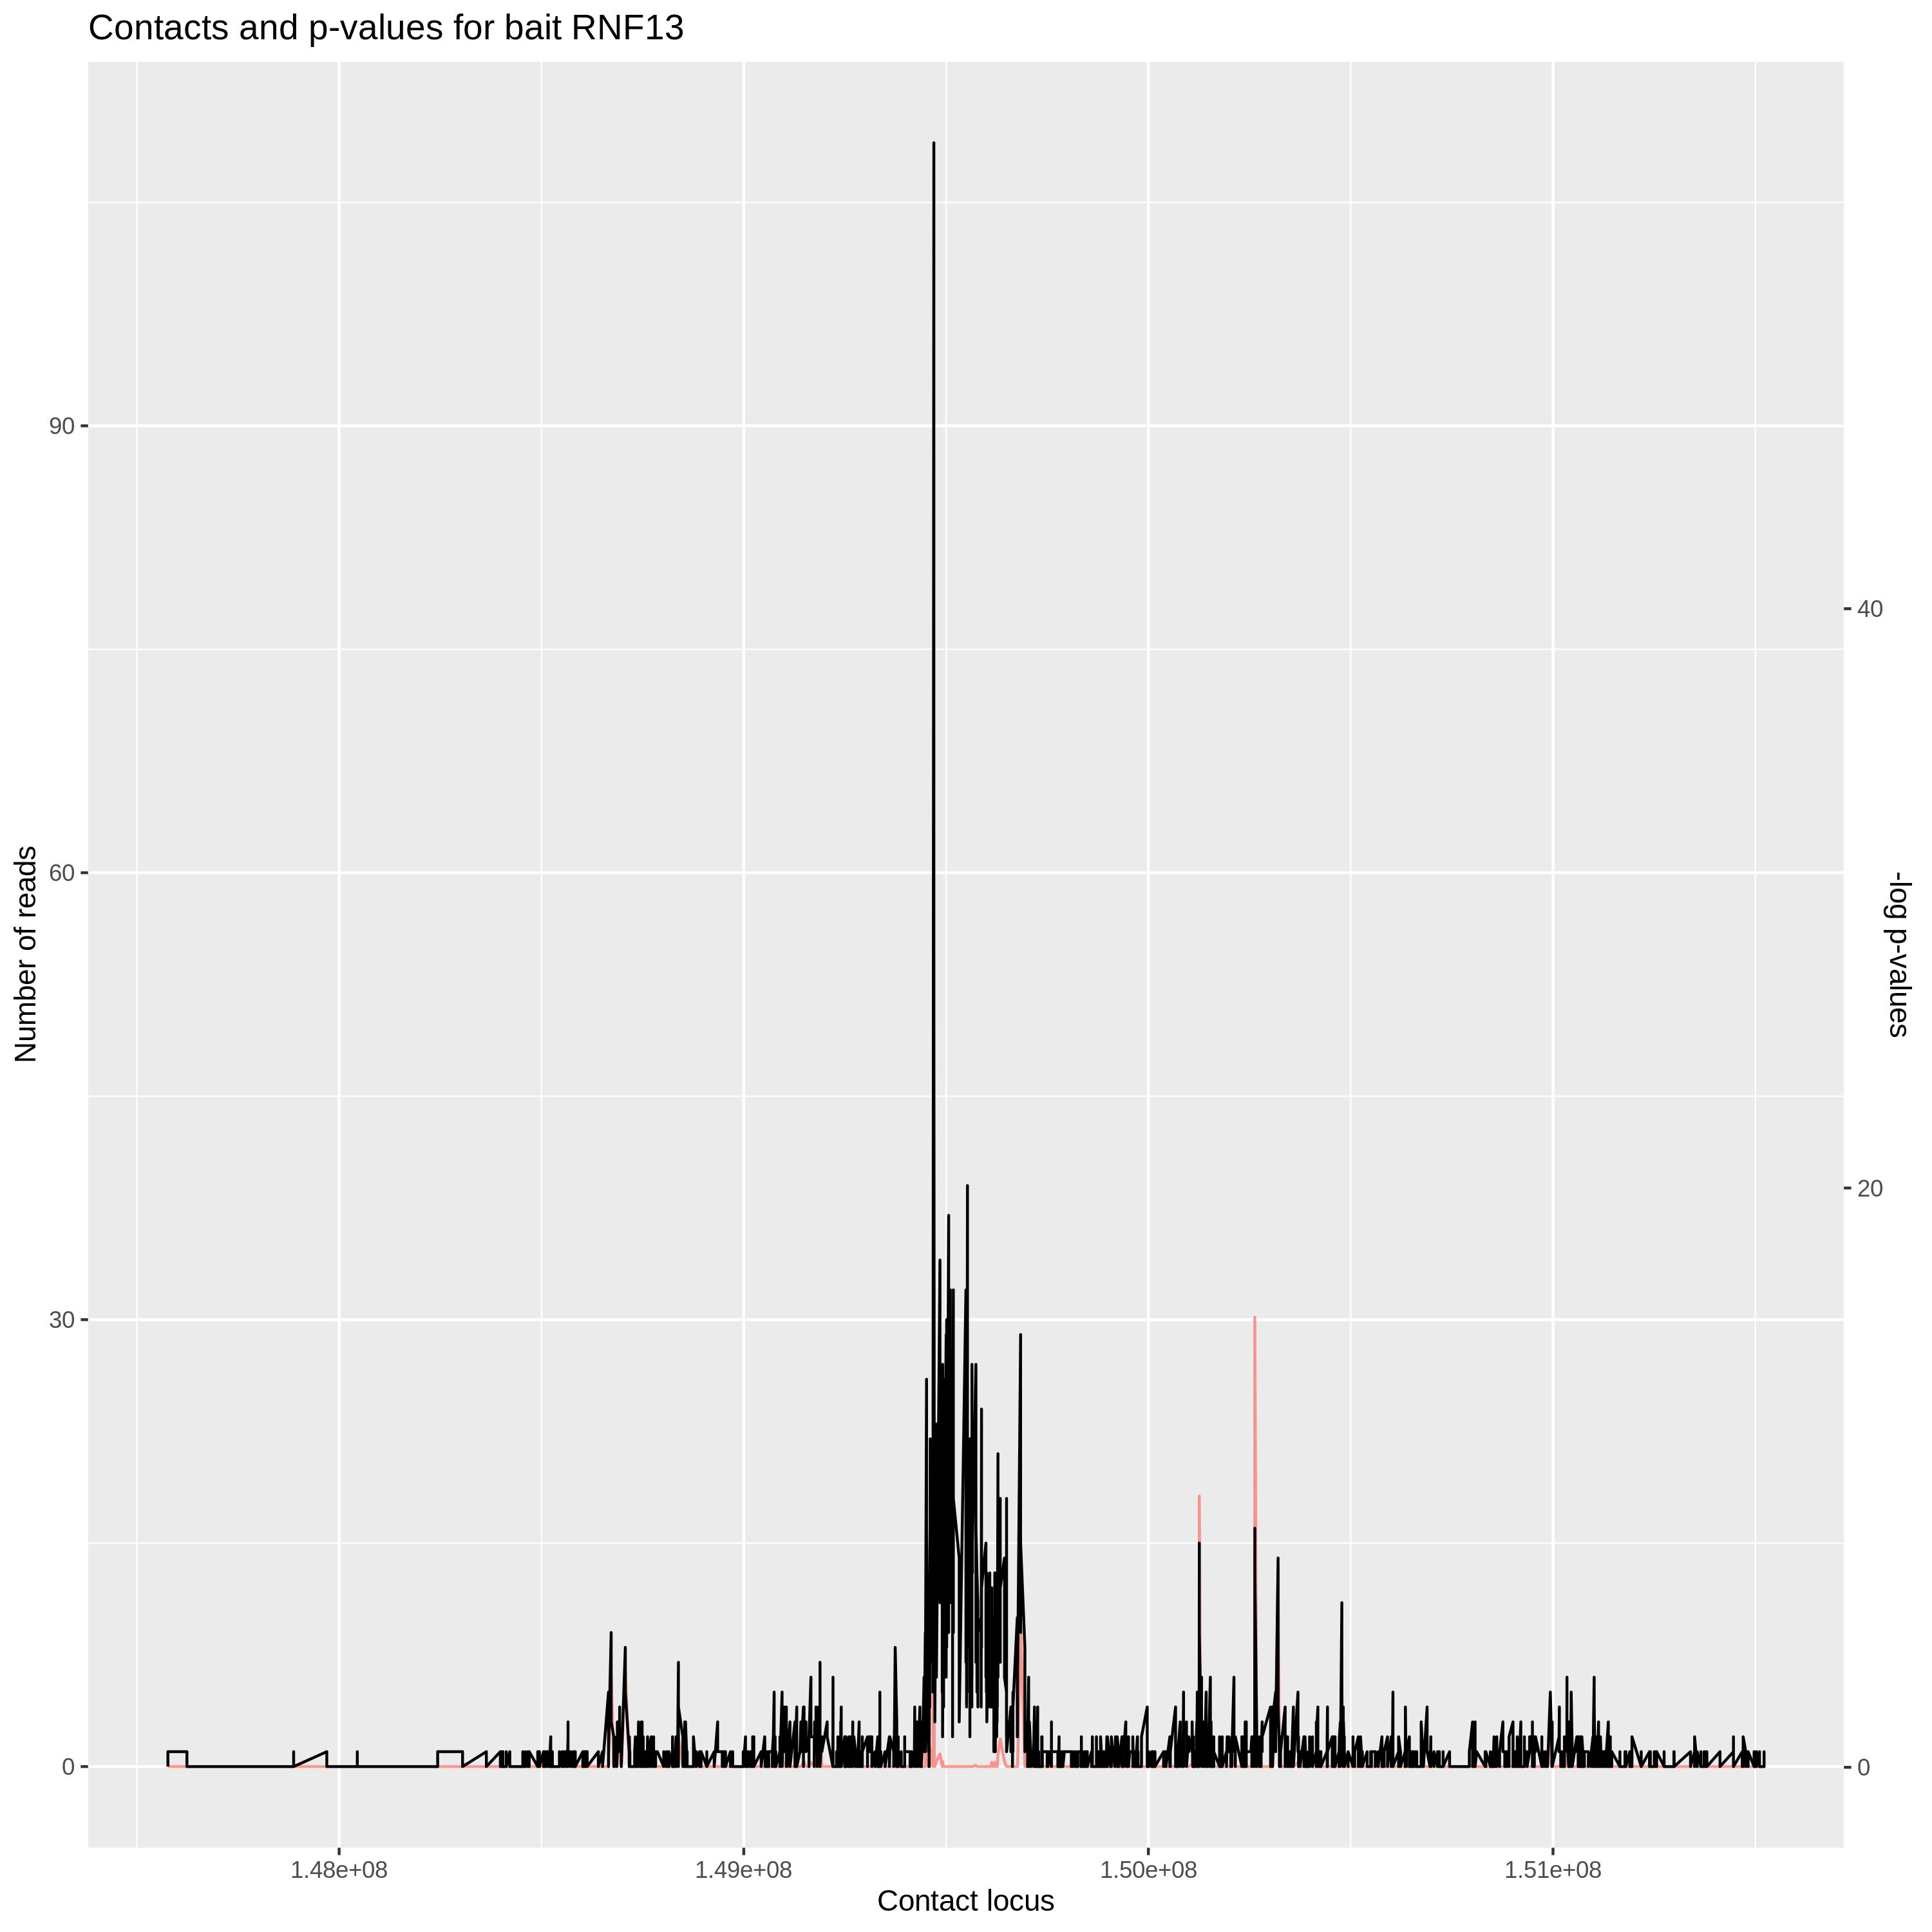 Contacts and p-values for bait RNF13
90
60
30
0
40
20
0
Number of reads
-log p-values
1.48e+08
1.49e+08
1.50e+08
1.51e+08
Contact locus